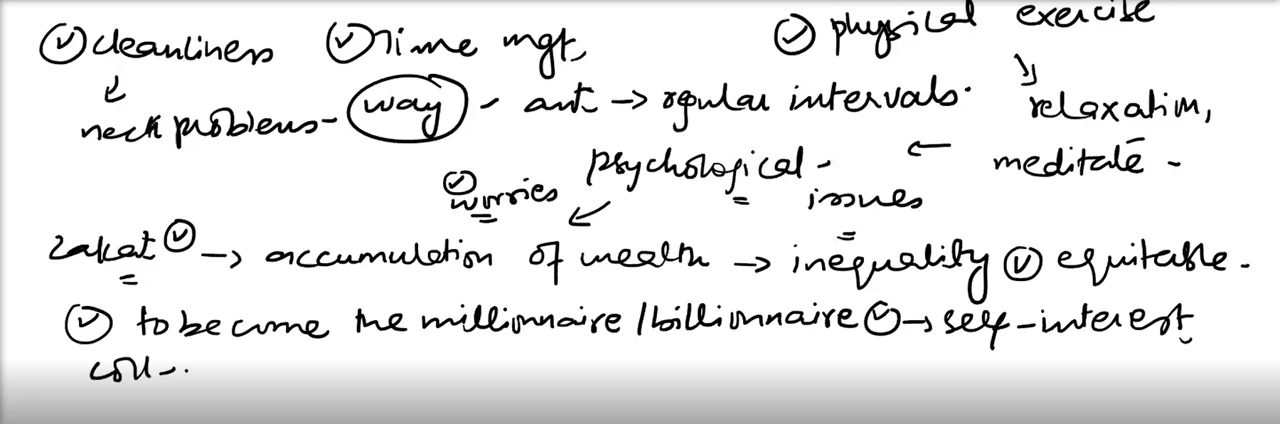 cleanliness Time mgt, physical exercise
neck problems - way - ant → regular intervals. relaxation,
psychological - ← meditate -
worries issues
zakat → accumulation of wealth → inequality equitable -
to become the millionnaire / billionnaire → self-interest